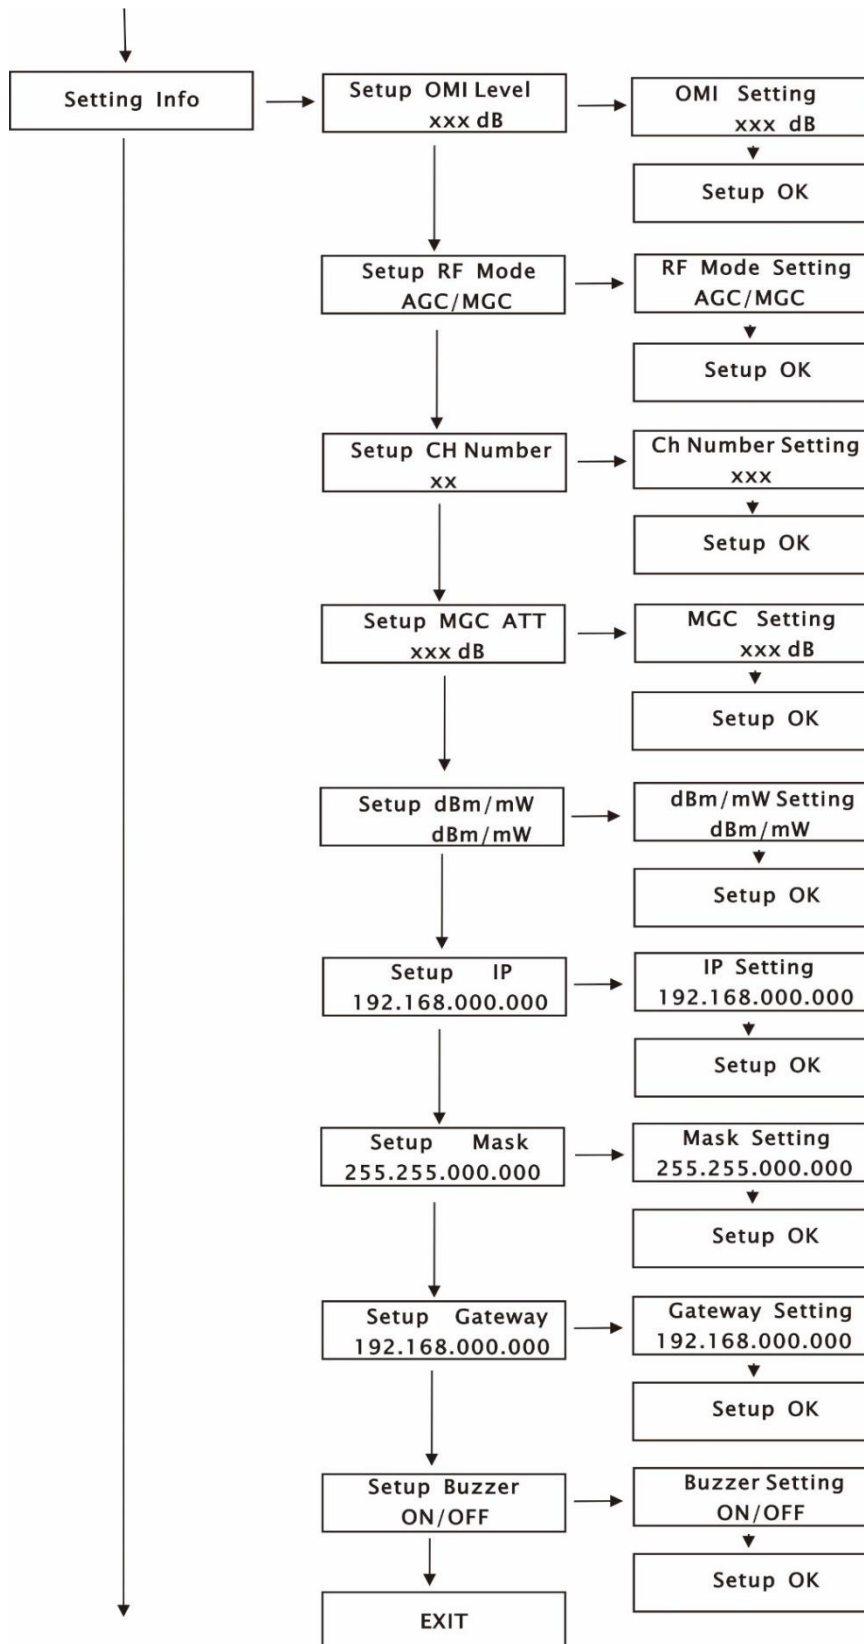 Setting Info
Setup OMI Level
xxx dB
OMI Setting
xxx dB
Setup OK
Setup RF Mode
AGC/MGC
RF Mode Setting
AGC/MGC
Setup OK
Setup CH Number
xx
Ch Number Setting
xxx
Setup OK
Setup MGC ATT
xxx dB
MGC Setting
xxx dB
Setup OK
Setup dBm/mW
dBm/mW
dBm/mW Setting
dBm/mW
Setup OK
Setup IP
192.168.000.000
IP Setting
192.168.000.000
Setup OK
Setup Mask
255.255.000.000
Mask Setting
255.255.000.000
Setup OK
Setup Gateway
192.168.000.000
Gateway Setting
192.168.000.000
Setup OK
Setup Buzzer
ON/OFF
Buzzer Setting
ON/OFF
Setup OK
EXIT